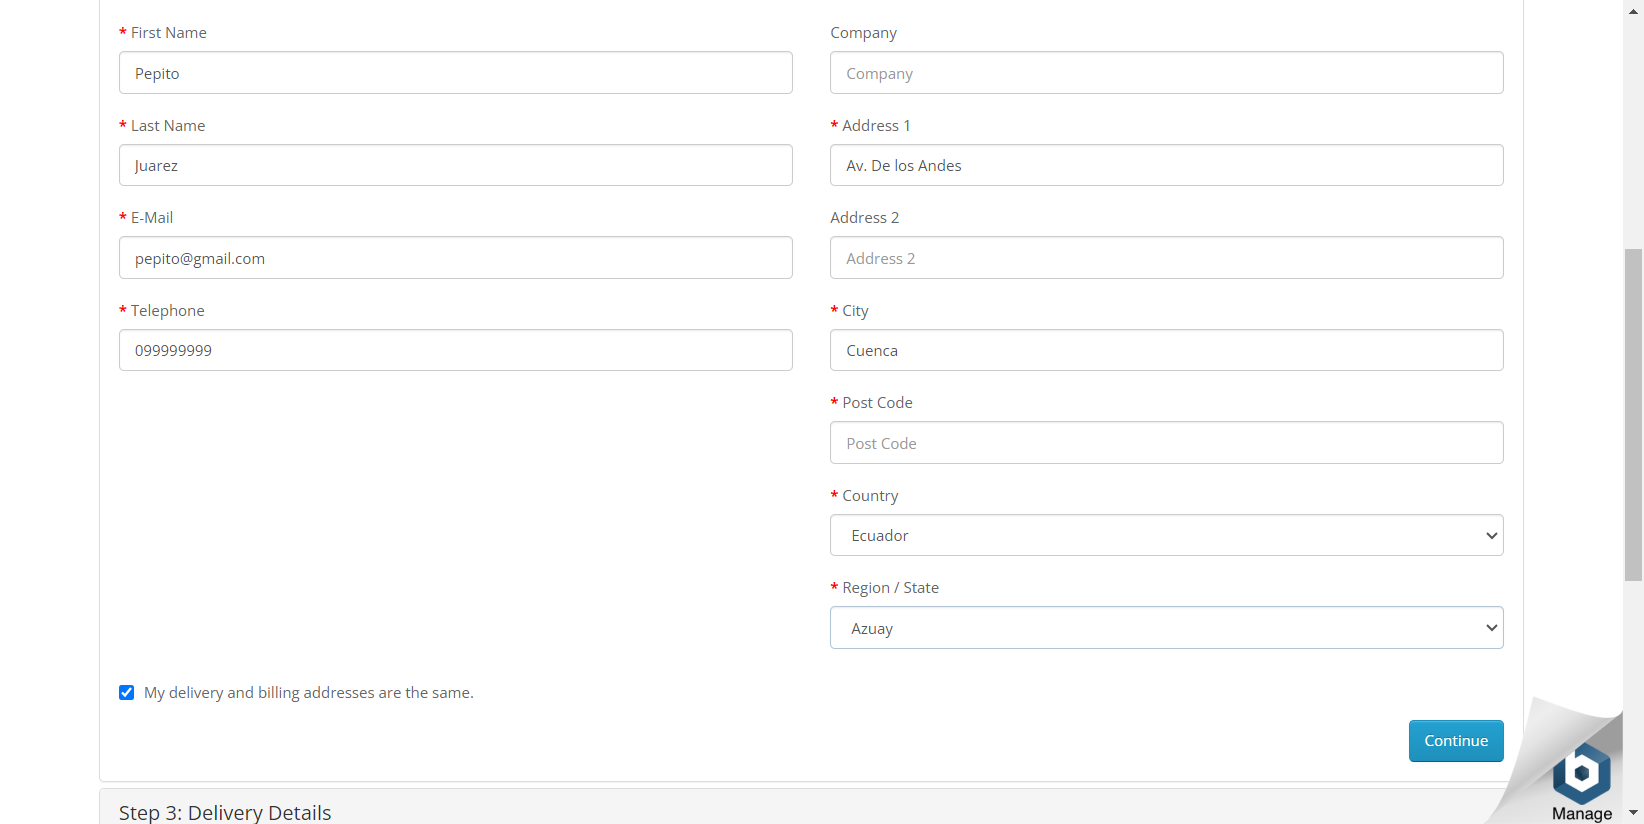 * First Name
Pepito
* Last Name
Juarez
* E-Mail
pepito@gmail.com
* Telephone
099999999
Company
Company
* Address 1
Av. De los Andes
Address 2
Address 2
* City
Cuenca
* Post Code
Post Code
* Country
Ecuador
* Region / State
Azuay
My delivery and billing addresses are the same.
Continue
Step 3: Delivery Details
Manage